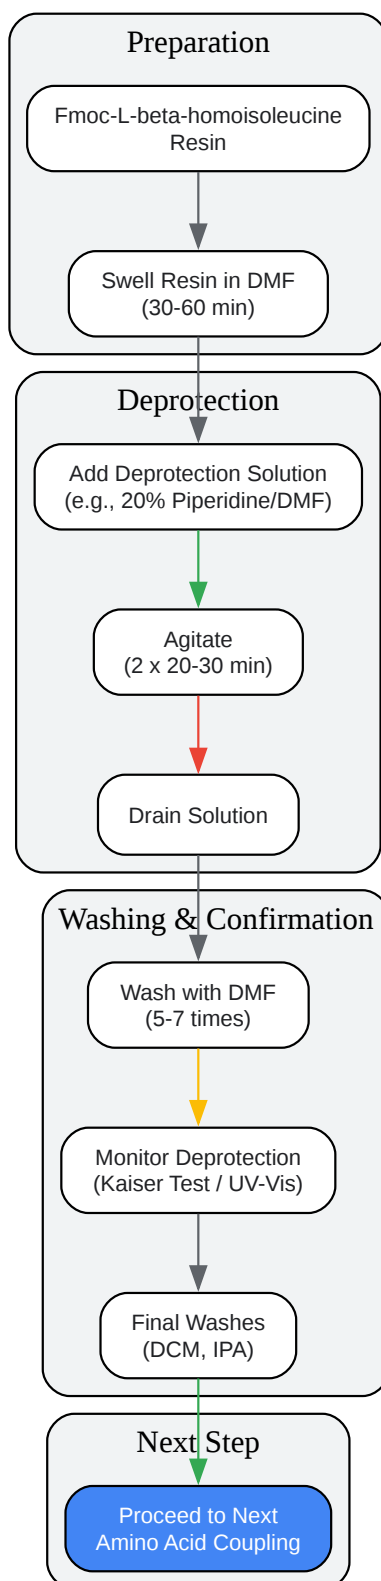 Preparation
Fmoc-L-beta-homoisoleucine
Resin
Swell Resin in DMF
(30-60 min)
Deprotection
Add Deprotection Solution
(e.g., 20% Piperidine/DMF)
Agitate
(2 x 20-30 min)
Drain Solution
Washing & Confirmation
Wash with DMF
(5-7 times)
Monitor Deprotection
(Kaiser Test / UV-Vis)
Final Washes
(DCM, IPA)
Next Step
Proceed to Next
Amino Acid Coupling